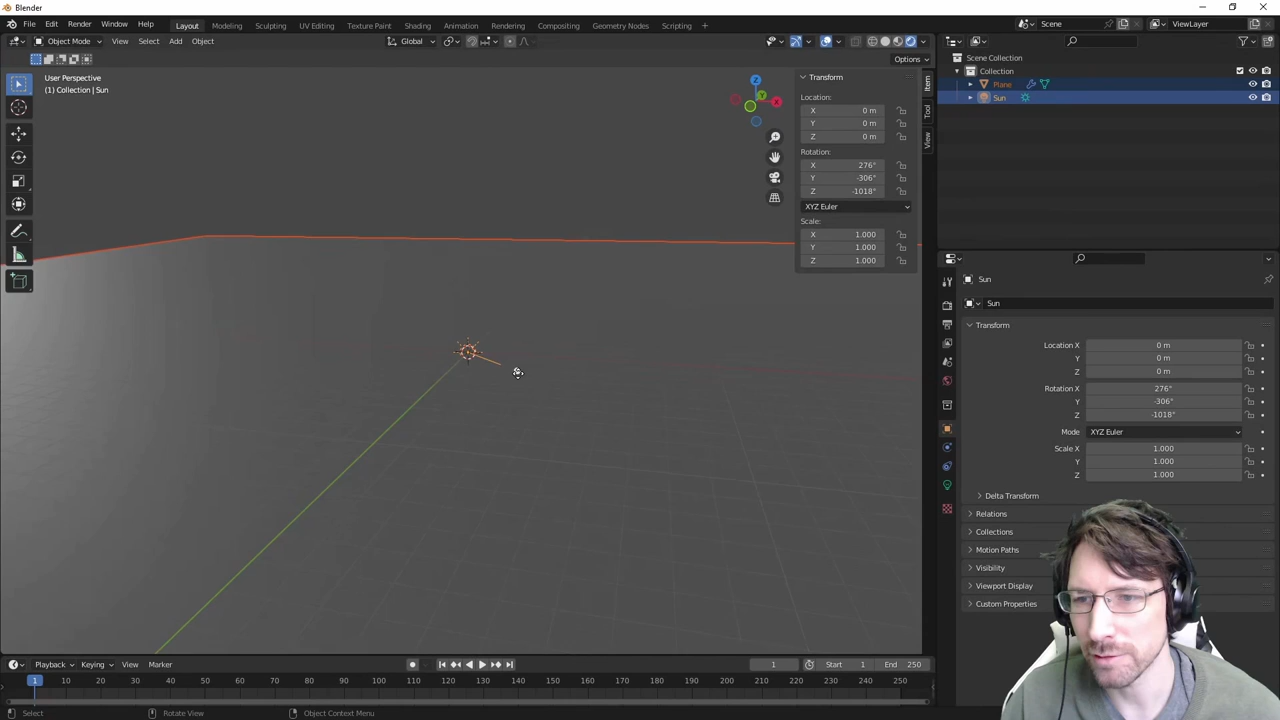 Blender
File Edit Render Window Help
Layout Modeling Sculpting UV Editing Texture Paint Shading Animation Rendering Compositing Geometry Nodes Scripting +
Scene
ViewLayer
Object Mode View Select Add Object
Global
Options
User Perspective
(1) Collection | Sun
Z
Y
X
Transform
Location:
X 0 m
Y 0 m
Z 0 m
Rotation:
X 276°
Y -306°
Z -1018°
XYZ Euler
Scale:
X 1.000
Y 1.000
Z 1.000
Item
Tool
View
Scene Collection
Collection
Plane
Sun
Sun
Sun
Transform
Location X 0 m
Y 0 m
Z 0 m
Rotation X 276°
Y -306°
Z -1018°
Mode XYZ Euler
Scale X 1.000
Y 1.000
Z 1.000
Delta Transform
Relations
Collections
Motion Paths
Visibility
Viewport Display
Custom Properties
Playback Keying View Marker
1 Start 1 End 250
1 10 20 30 40 50 60 70 80 90 100 110 120 130 140 150 160 170 180 190 200 210 220 230 240 250
Select Rotate View Object Context Menu